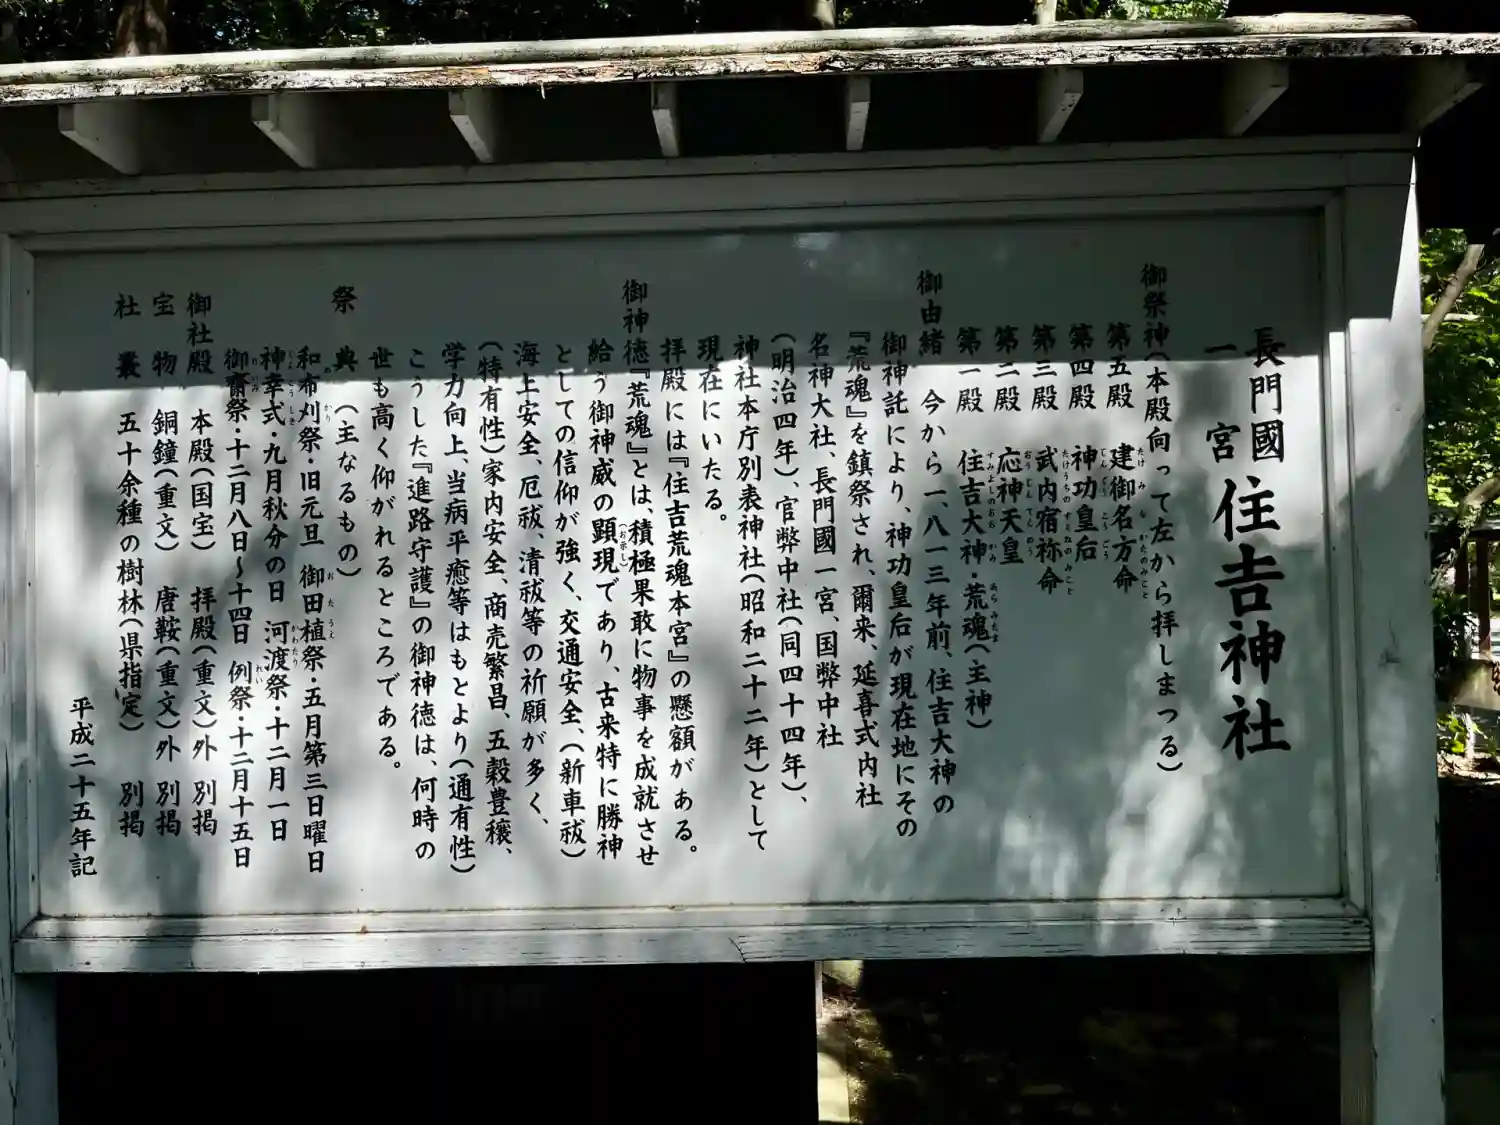 長門國
一宮 住吉神社
御祭神(本殿向って左から拝しまつる)
第五殿 建御名方命
第四殿 神功皇后
第三殿 武内宿祢命
第二殿 応神天皇
第一殿 住吉大神・荒魂(主神)
御由緒 今から一、八一三年前、住吉大神の
御神託により、神功皇后が現在地にその
『荒魂』を鎮祭され、爾来、延喜式内社
名神大社、長門國一宮、国弊中社
(明治四年)、官弊中社(同四十四年)、
神社本庁別表神社(昭和二十二年)として
現在にいたる。
拝殿には『住吉荒魂本宮』の懸額がある。
御神徳『荒魂』とは、積極果敢に物事を成就させ
給う御神威の顕現(お示し)であり、古来特に勝神
としての信仰が強く、交通安全、(新車祓)
海上安全、厄祓、清祓等の祈願が多く、
(特有性)家内安全、商売繁昌、五穀豊穣、
学力向上、当病平癒等はもとより(通有性)
こうした『進路守護』の御神徳は、何時の
世も高く仰がれるところである。
祭典(主なるもの)
和布刈祭・旧元旦 御田植祭・五月第三日曜日
神幸式・九月秋分の日 河渡祭・十二月一日
御齋祭・十二月八日~十四日 例祭・十二月十五日
御社殿 本殿(国宝) 拝殿(重文)外 別掲
宝物 銅鐘(重文) 唐鞍(重文)外 別掲
社叢 五十余種の樹林(県指定) 別掲
平成二十五年記